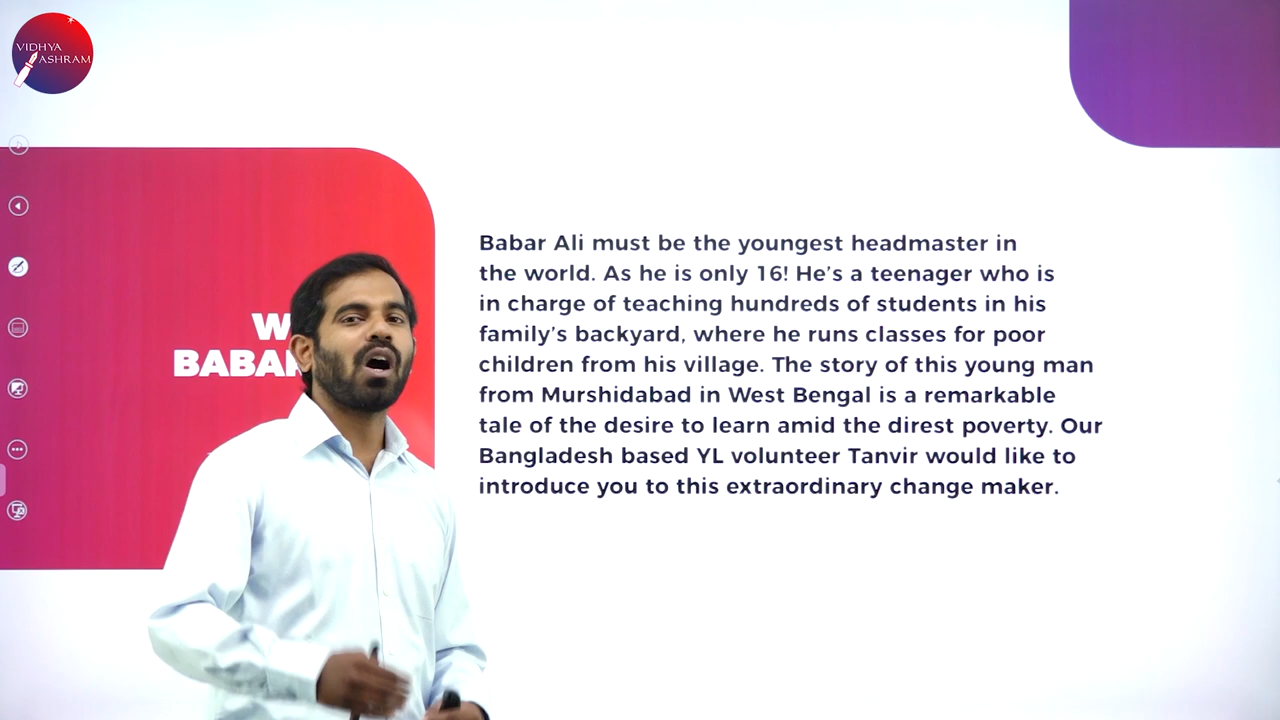 VIDHYA
ASHRAM
Babar Ali must be the youngest headmaster in
the world. As he is only 16! He’s a teenager who is
in charge of teaching hundreds of students in his
family’s backyard, where he runs classes for poor
children from his village. The story of this young man
from Murshidabad in West Bengal is a remarkable
tale of the desire to learn amid the direst poverty. Our
Bangladesh based YL volunteer Tanvir would like to
introduce you to this extraordinary change maker.